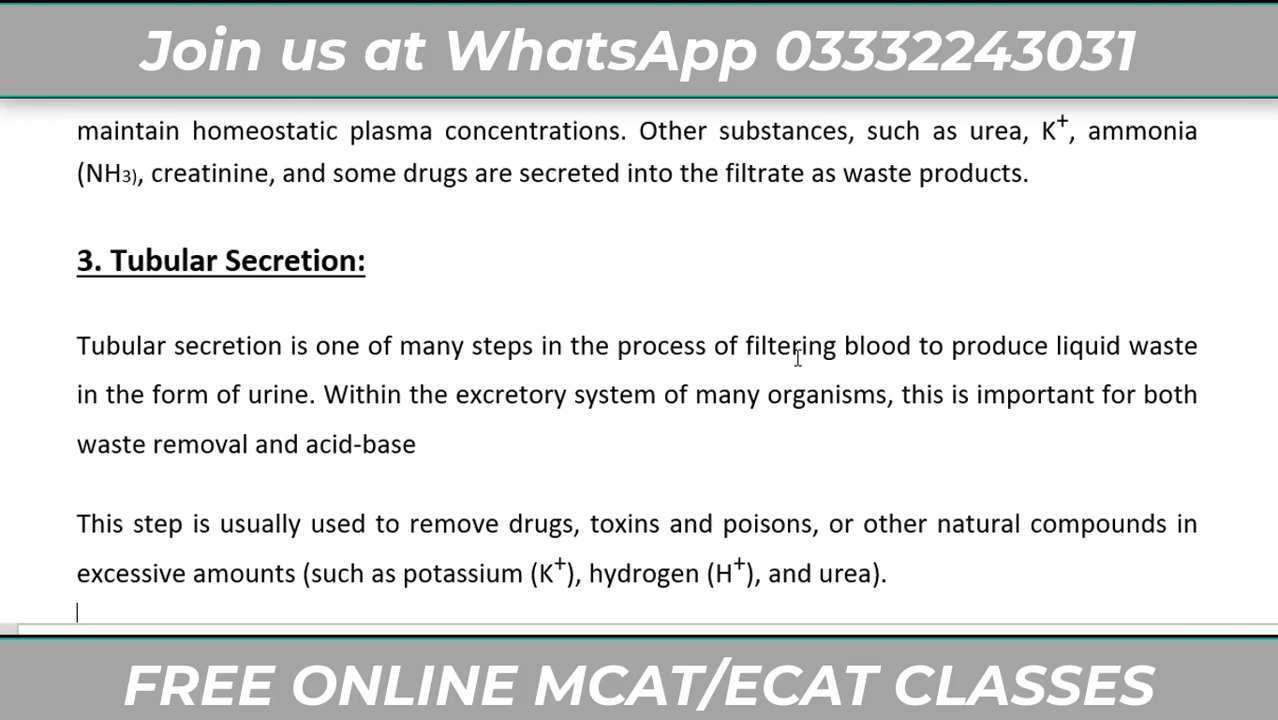 Join us at WhatsApp 03332243031
maintain homeostatic plasma concentrations. Other substances, such as urea, K⁺, ammonia
(NH₃), creatinine, and some drugs are secreted into the filtrate as waste products.
3. Tubular Secretion:
Tubular secretion is one of many steps in the process of filtering blood to produce liquid waste
in the form of urine. Within the excretory system of many organisms, this is important for both
waste removal and acid-base
This step is usually used to remove drugs, toxins and poisons, or other natural compounds in
excessive amounts (such as potassium (K⁺), hydrogen (H⁺), and urea).
FREE ONLINE MCAT/ECAT CLASSES